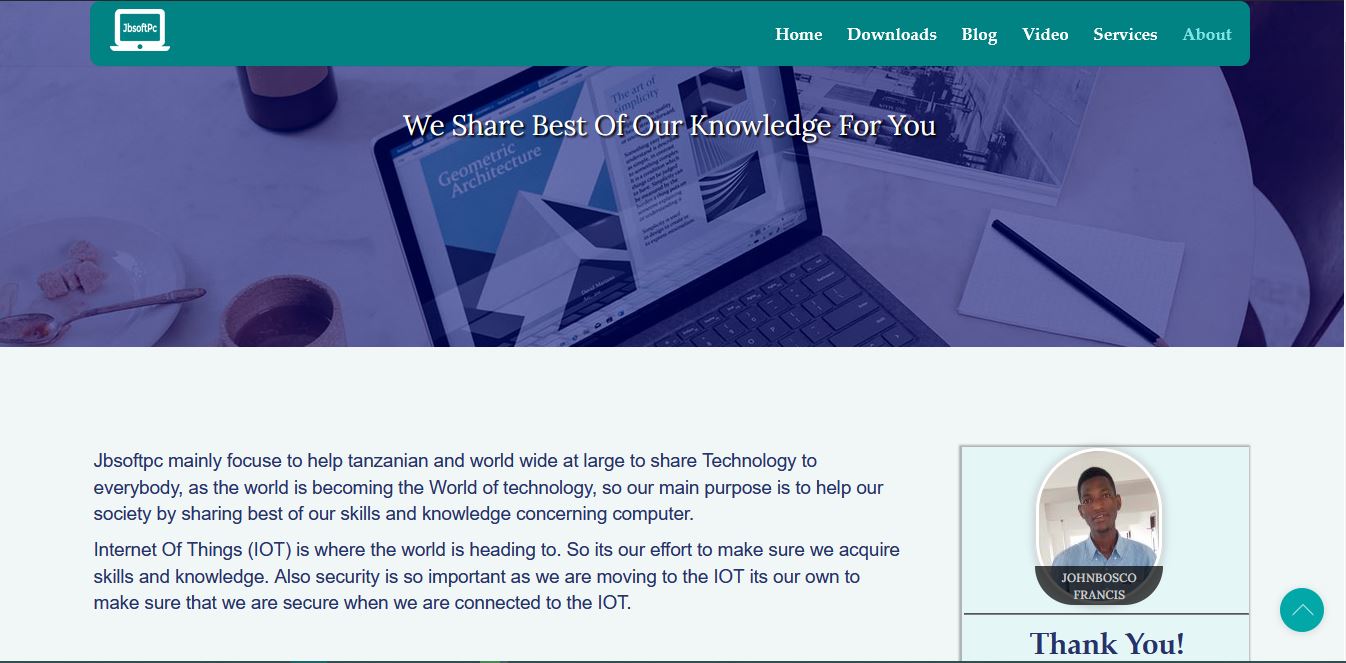 JbsoftPc
Home Downloads Blog Video Services About
We Share Best Of Our Knowledge For You
The art of
simplicity
Geometric
Architecture
Jbsoftpc mainly focuse to help tanzanian and world wide at large to share Technology to
everybody, as the world is becoming the World of technology, so our main purpose is to help our
society by sharing best of our skills and knowledge concerning computer.
Internet Of Things (IOT) is where the world is heading to. So its our effort to make sure we acquire
skills and knowledge. Also security is so important as we are moving to the IOT its our own to
make sure that we are secure when we are connected to the IOT.
JOHNBOSCO
FRANCIS
Thank You!